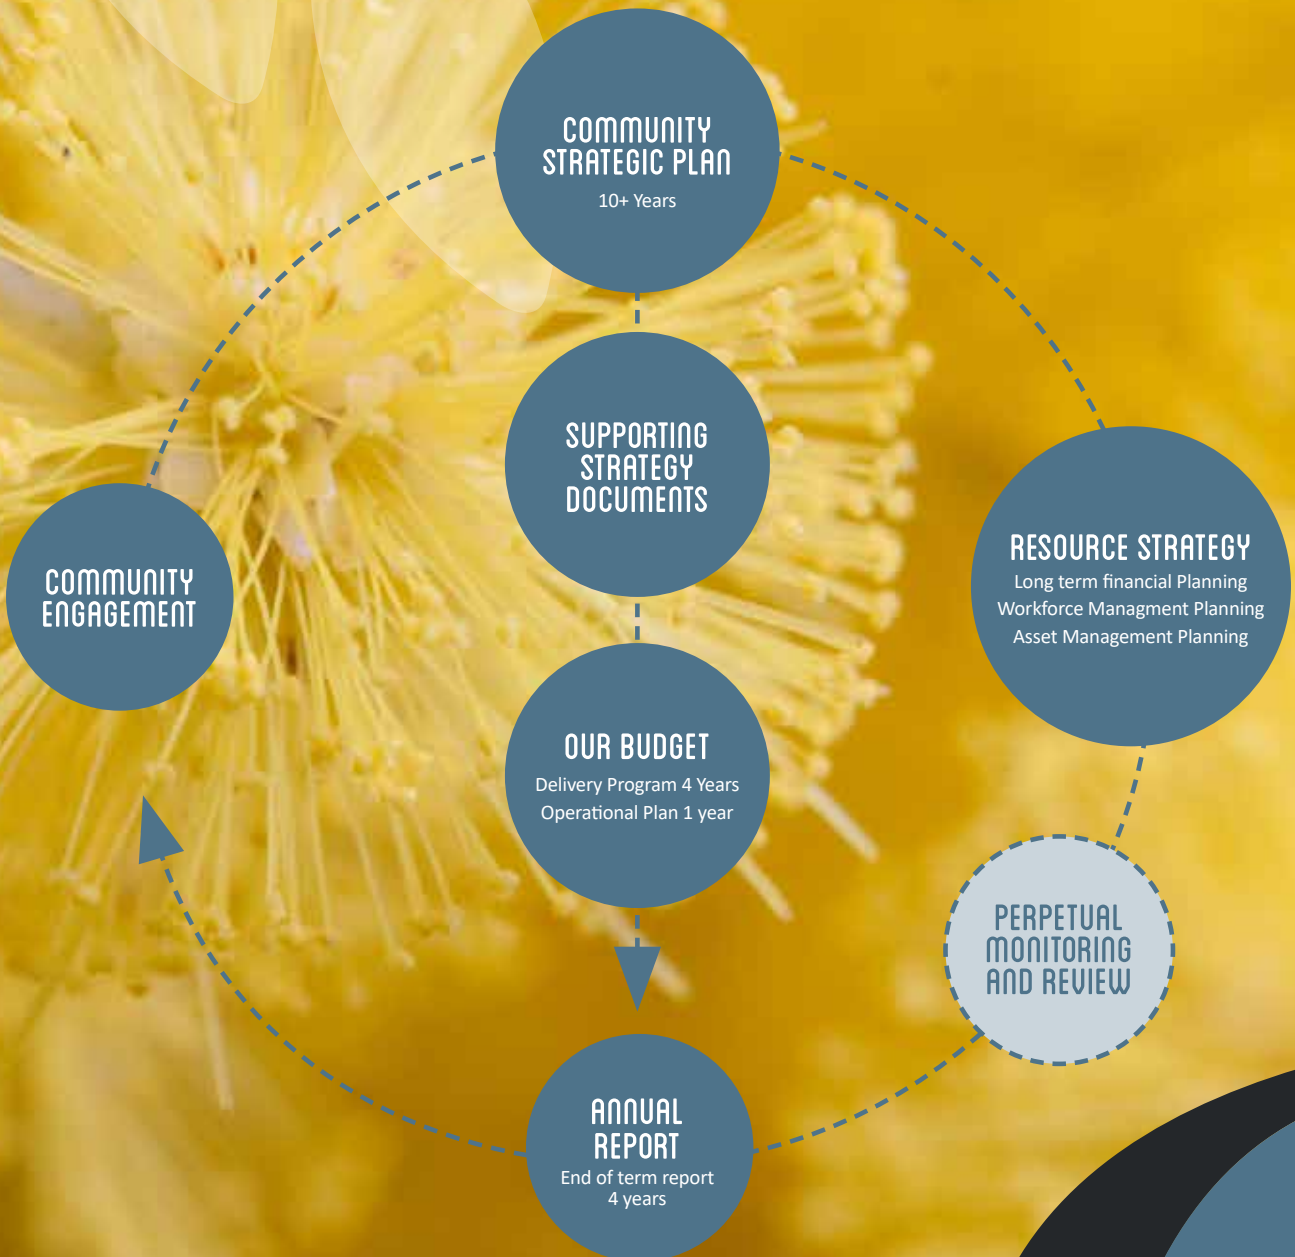 COMMUNITY
STRATEGIC PLAN
10+ Years
SUPPORTING
STRATEGY
DOCUMENTS
COMMUNITY
ENGAGEMENT
RESOURCE STRATEGY
Long term financial Planning
Workforce Managment Planning
Asset Management Planning
OUR BUDGET
Delivery Program 4 Years
Operational Plan 1 year
PERPETUAL
MONITORING
AND REVIEW
ANNUAL
REPORT
End of term report
4 years